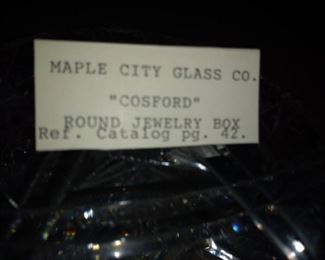 MAPLE CITY GLASS CO.
"COSFORD"
ROUND JEWELRY BOX
Ref. Catalog pg. 42.